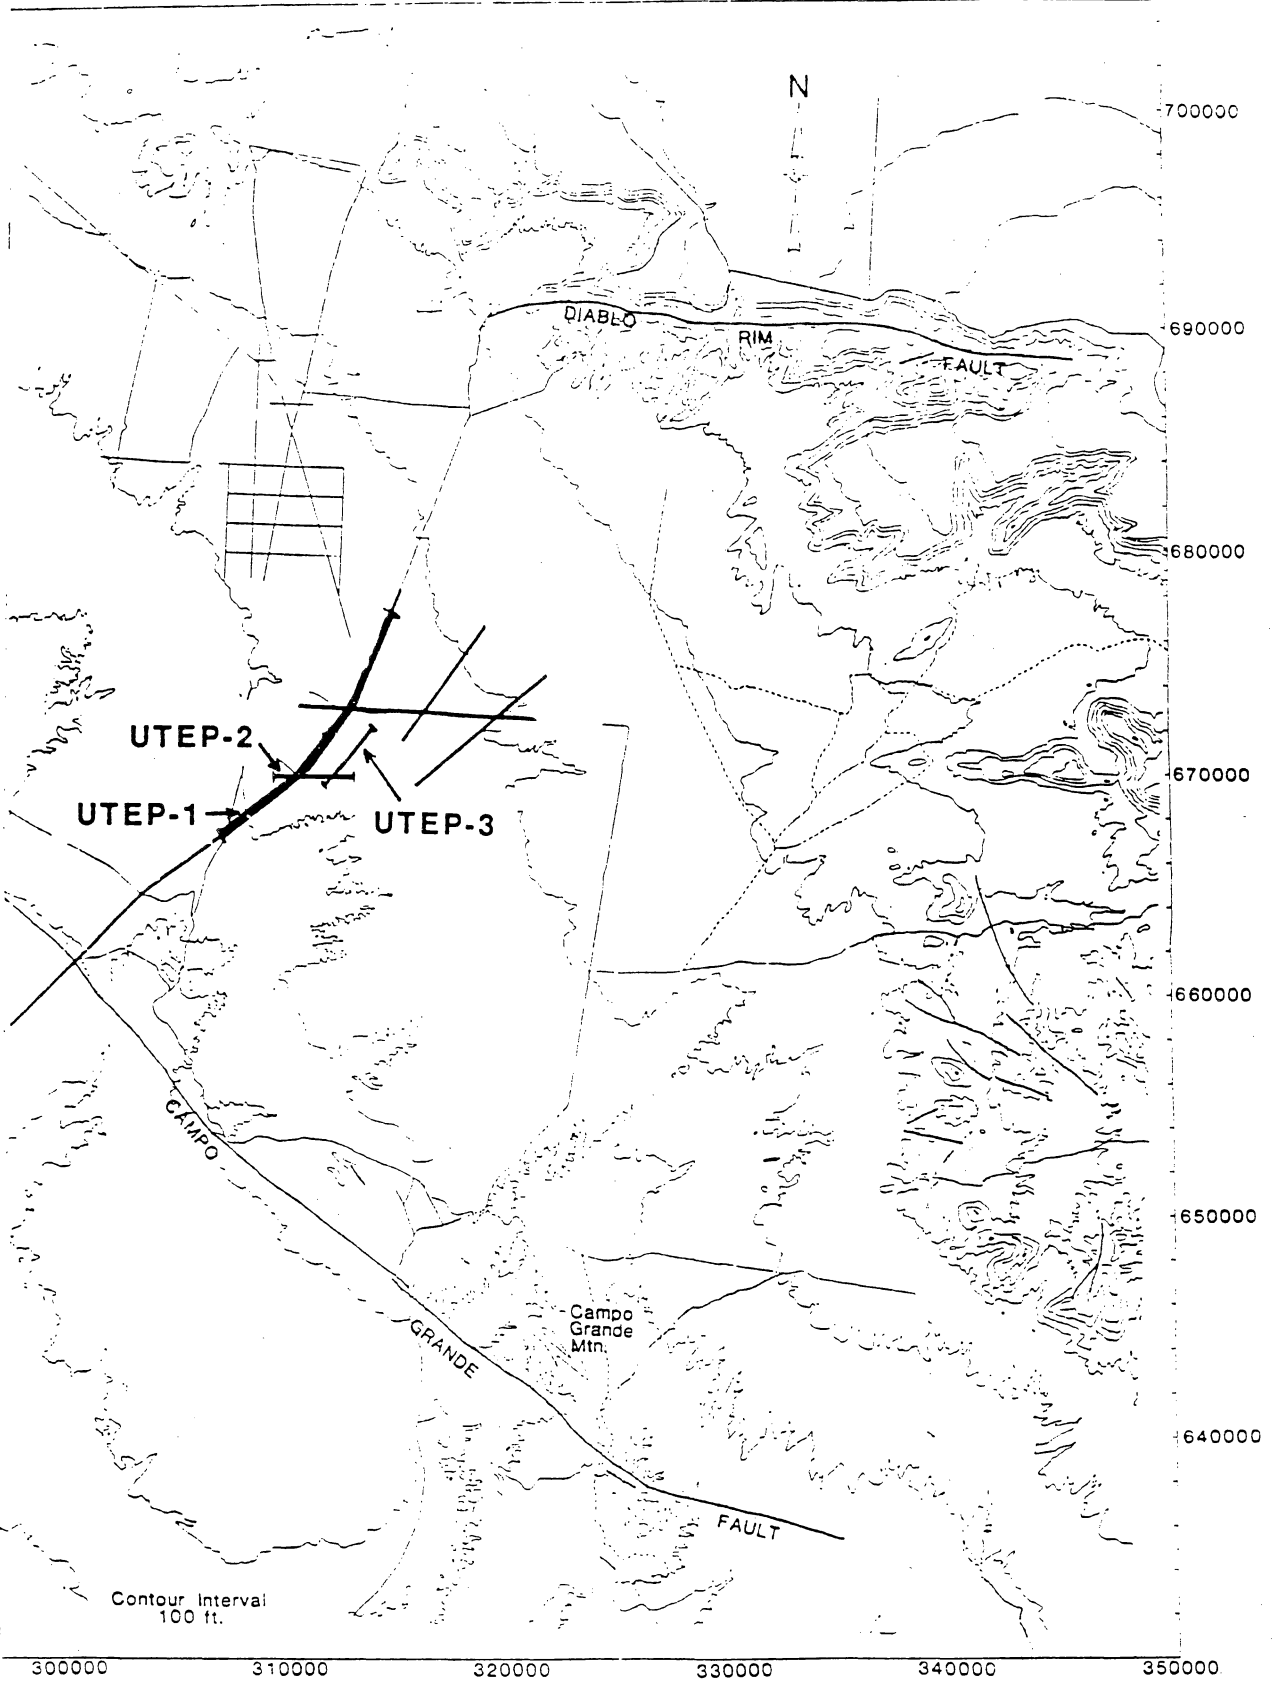 N
700000
DIABLO
690000
RIM
FAULT
680000
UTEP-2
670000
UTEP-1
UTEP-3
660000
CAMPO
650000
Campo
Grande
Mtn.
GRANDE
640000
FAULT
Contour Interval
100 ft.
300000
310000
320000
330000
340000
350000